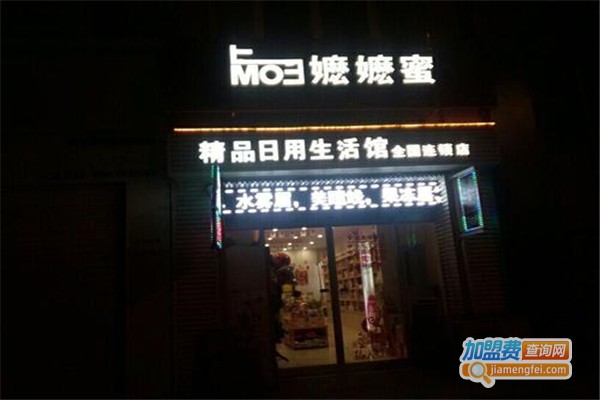 MO3 嬷嬷蜜
精品日用生活馆 全国连锁店
加盟费查询网
jiamengfei.com